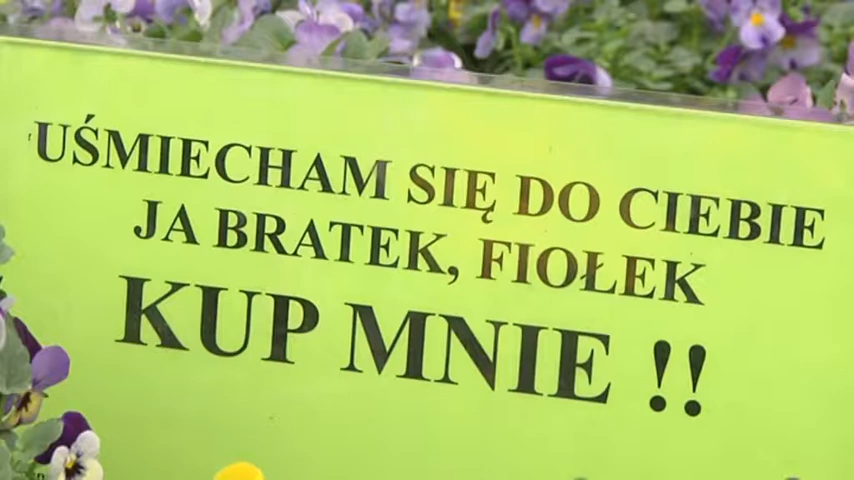 UŚMIECHAM SIĘ DO CIEBIE
JA BRATEK, FIOŁEK
KUP MNIE !!